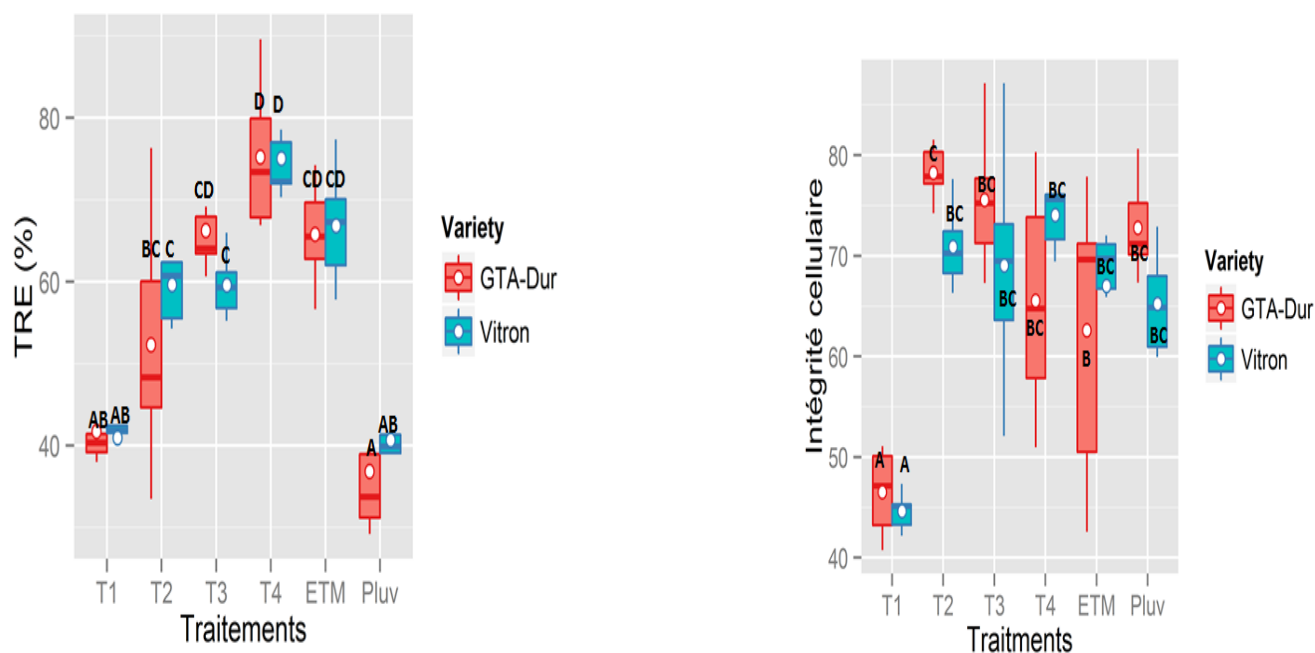 TRE (%)
80
60
40
AB AB
BC C
CD
C
D D
CD CD
A
AB
T1 T2 T3 T4 ETM Pluv
Traitements
Variety
GTA-Dur
Vitron
Intégrité cellulaire
80
70
60
50
40
A A
C
BC
BC
BC
BC
BC
B
BC
BC
BC
T1 T2 T3 T4 ETM Pluv
Traitments
Variety
GTA-Dur
Vitron